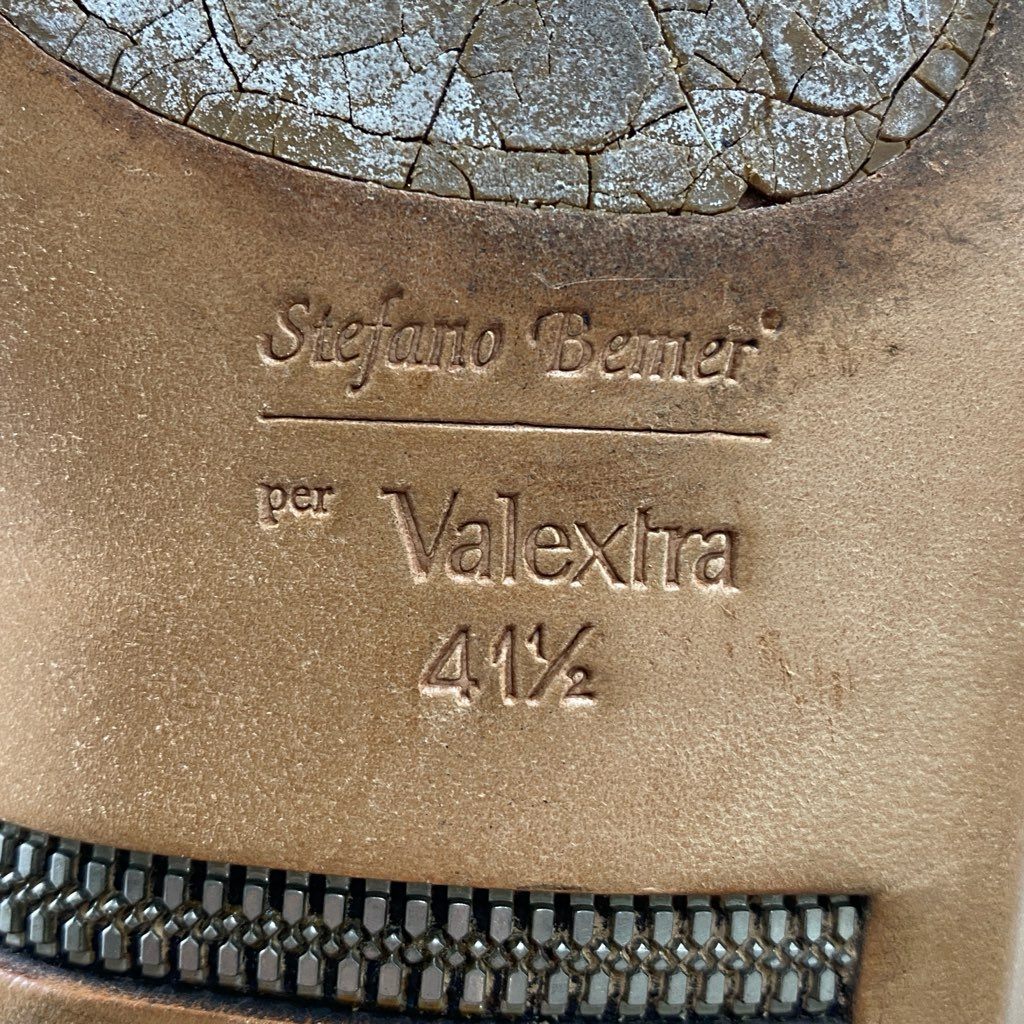 Stefano Bemer
per Valextra
41½